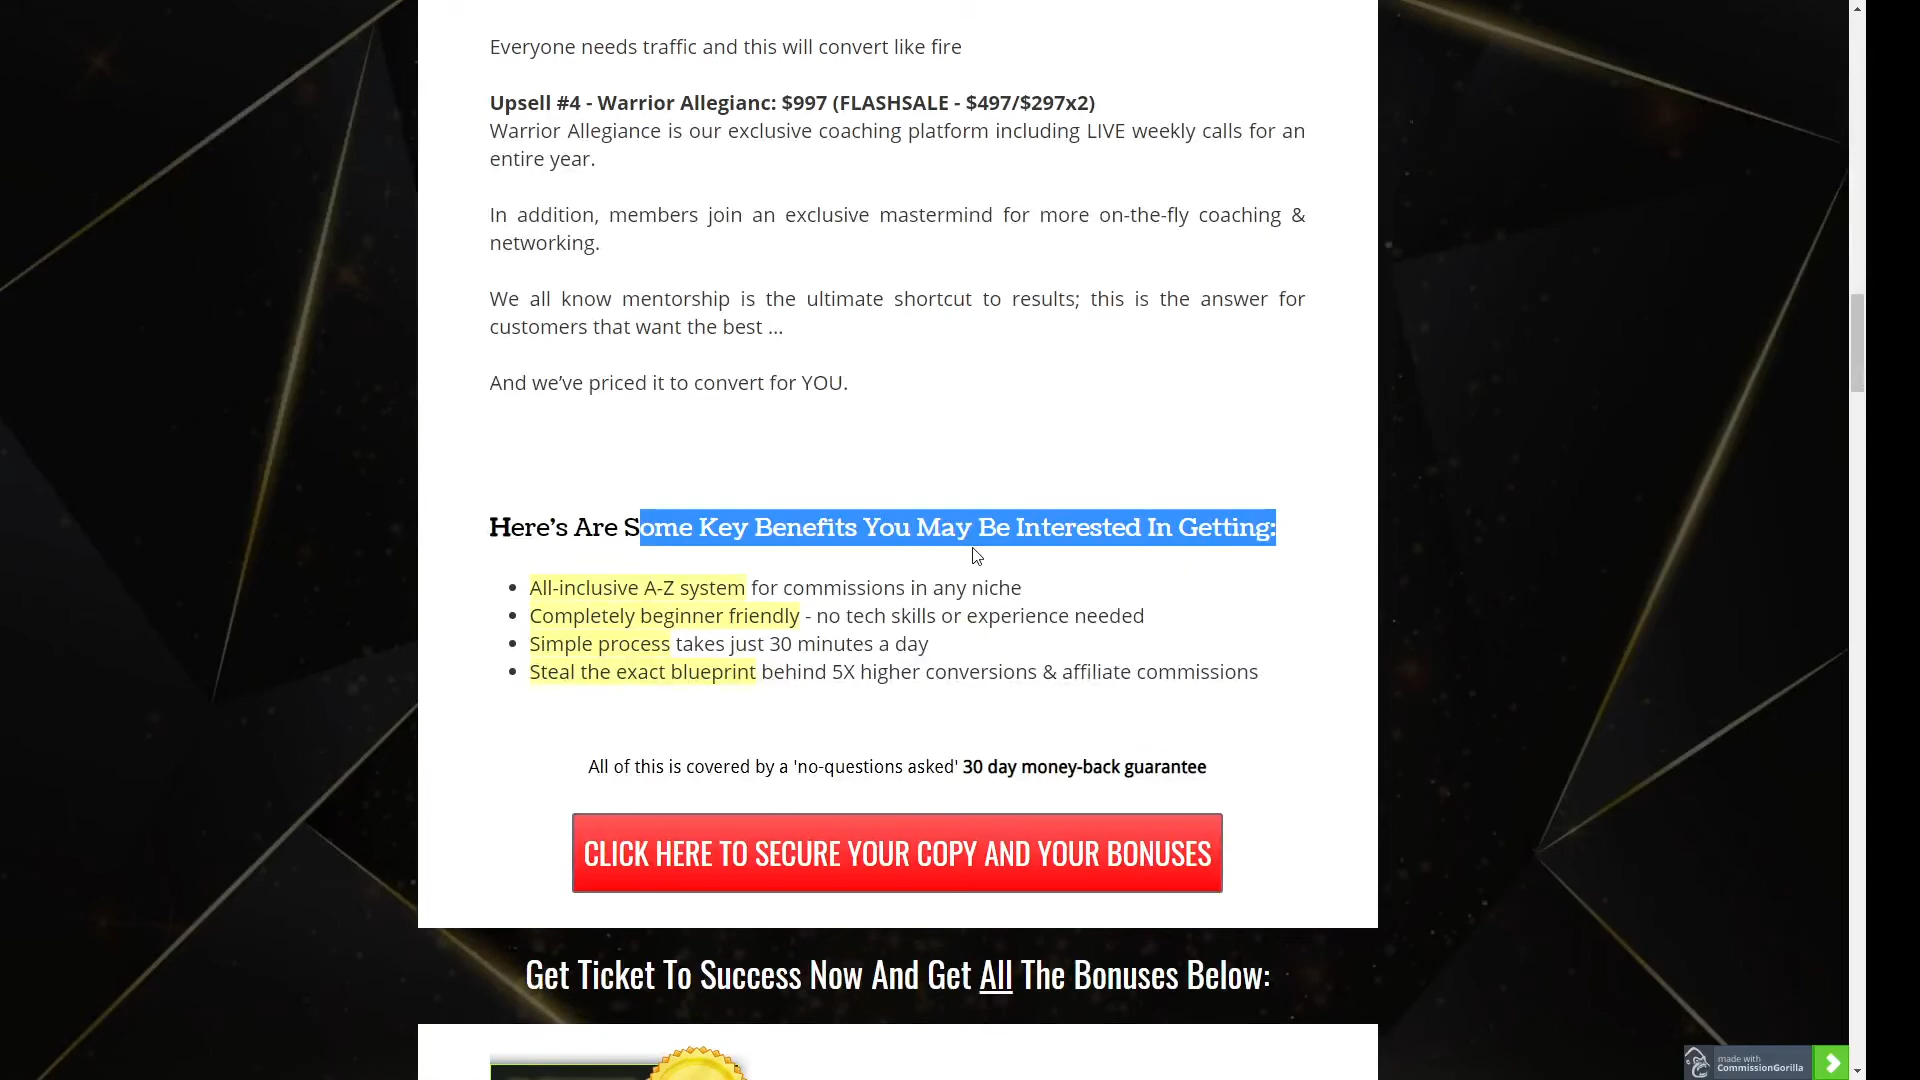 Everyone needs traffic and this will convert like fire
Upsell #4 - Warrior Allegianc: $997 (FLASHSALE - $497/$297x2)
Warrior Allegiance is our exclusive coaching platform including LIVE weekly calls for an
entire year.
In addition, members join an exclusive mastermind for more on-the-fly coaching &
networking.
We all know mentorship is the ultimate shortcut to results; this is the answer for
customers that want the best ...
And we’ve priced it to convert for YOU.
Here’s Are Some Key Benefits You May Be Interested In Getting:
• All-inclusive A-Z system for commissions in any niche
• Completely beginner friendly - no tech skills or experience needed
• Simple process takes just 30 minutes a day
• Steal the exact blueprint behind 5X higher conversions & affiliate commissions
All of this is covered by a 'no-questions asked' 30 day money-back guarantee
CLICK HERE TO SECURE YOUR COPY AND YOUR BONUSES
Get Ticket To Success Now And Get All The Bonuses Below:
made with
CommissionGorilla